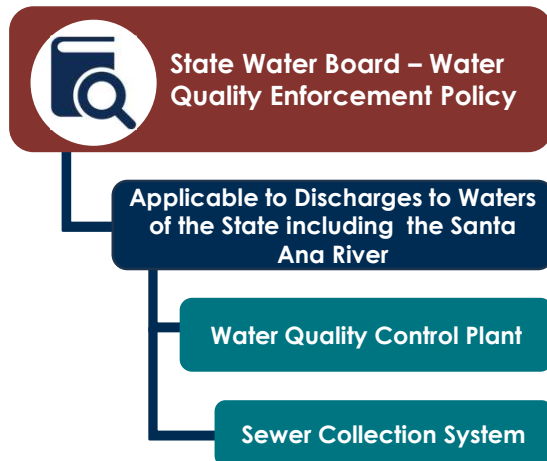 State Water Board – Water
Quality Enforcement Policy
Applicable to Discharges to Waters
of the State including the Santa
Ana River
Water Quality Control Plant
Sewer Collection System